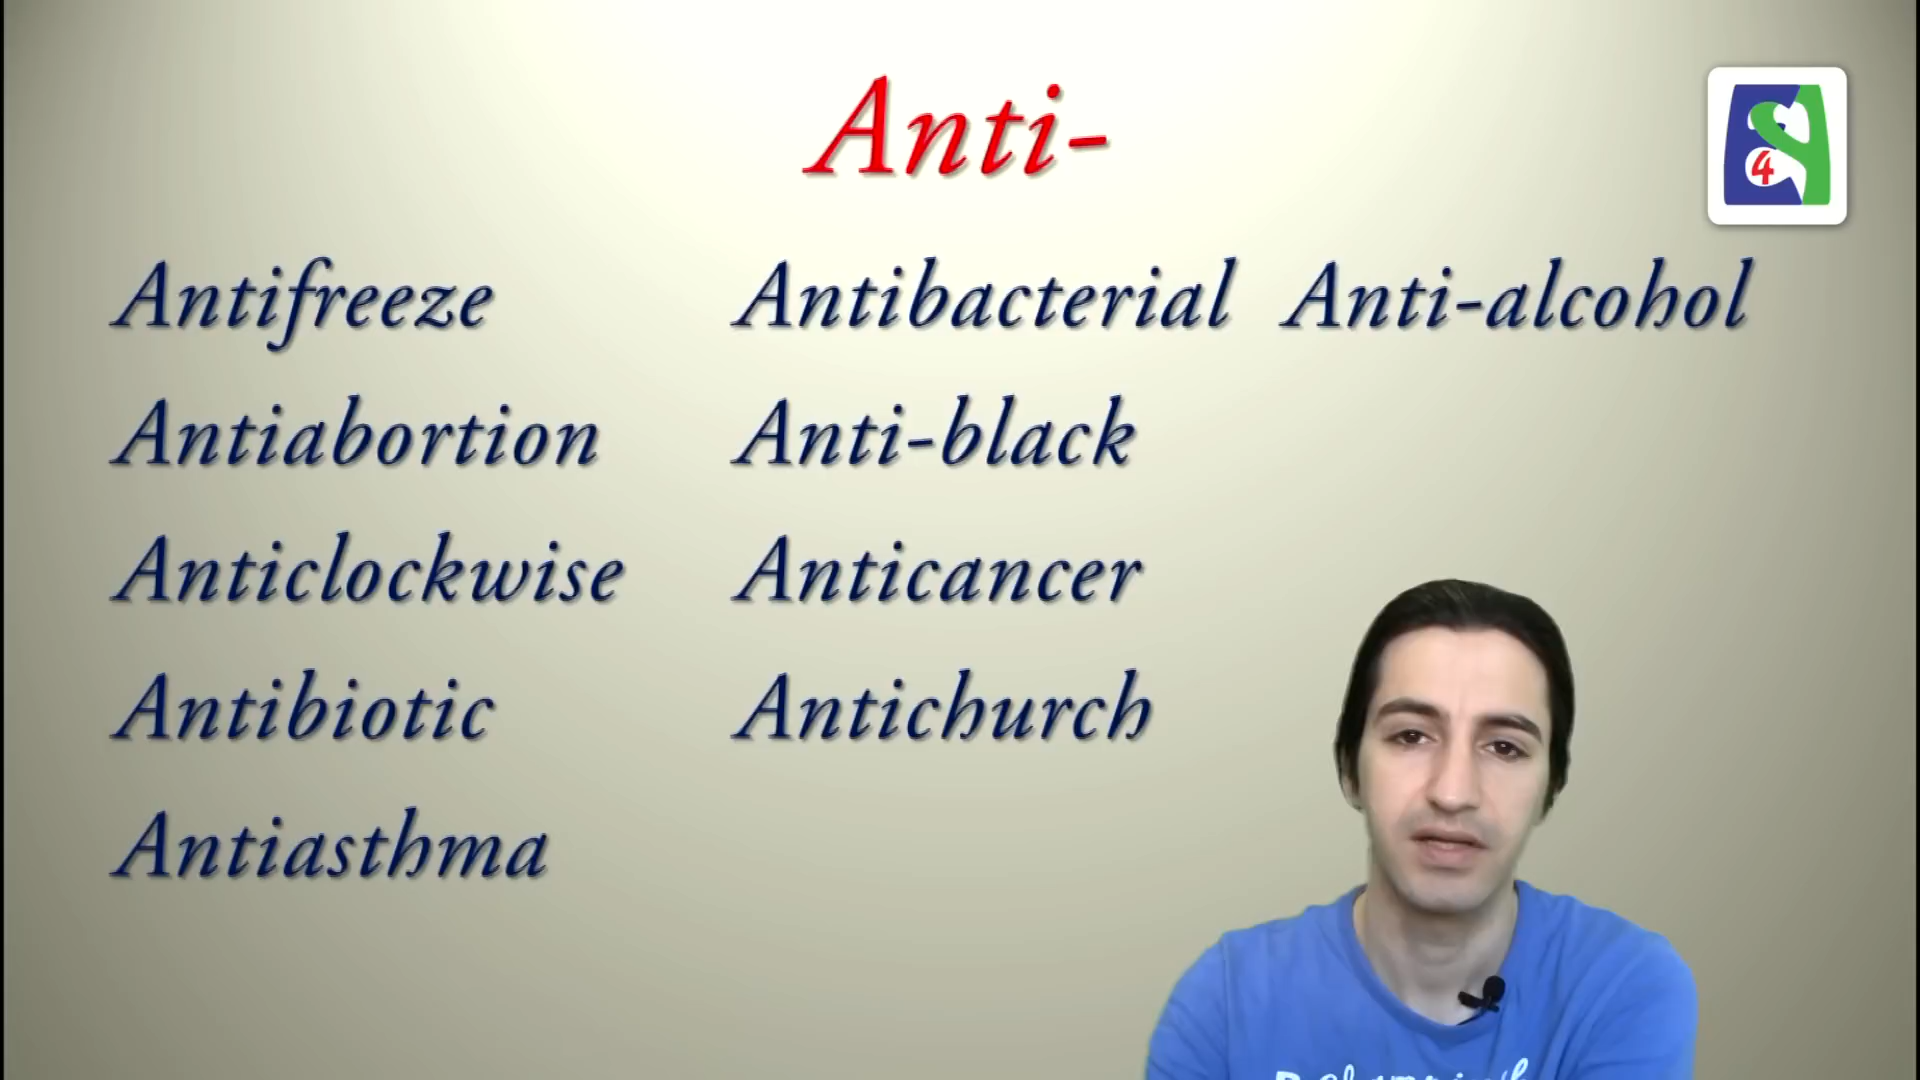 Anti-
4
Antifreeze Antibacterial Anti-alcohol
Antiabortion Anti-black
Anticlockwise Anticancer
Antibiotic Antichurch
Antiasthma